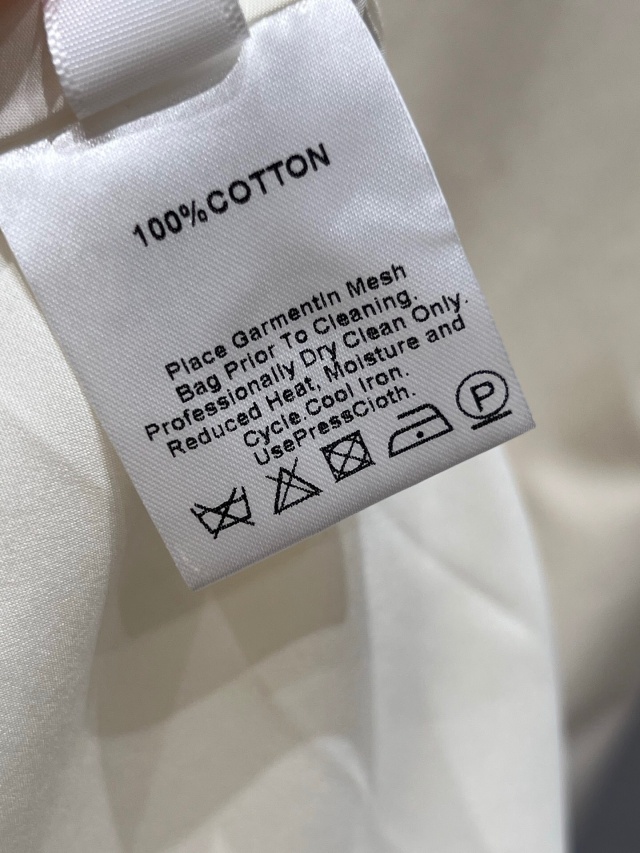 100%COTTON
Place GarmentIn Mesh
Bag Prior To Cleaning.
Professionally Dry Clean Only.
Reduced Heat, Moisture and
Cycle.Cool Iron.
UsePressCloth.
P